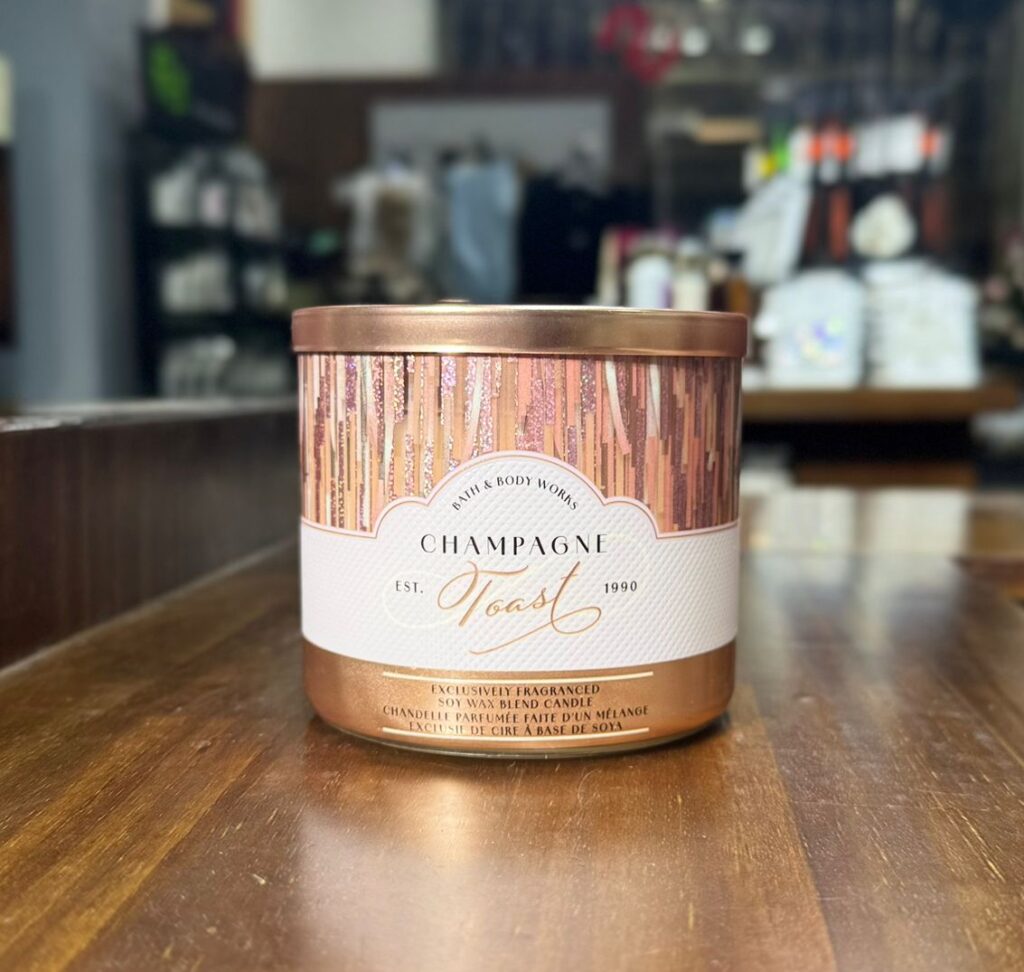 BATH & BODY WORKS
CHAMPAGNE
EST. Toast 1990
EXCLUSIVELY FRAGRANCED
SOY WAX BLEND CANDLE
CHANDELLE PARFUMÉE FAITE D'UN MÉLANGE
EXCLUSIF DE CIRE À BASE DE SOYA